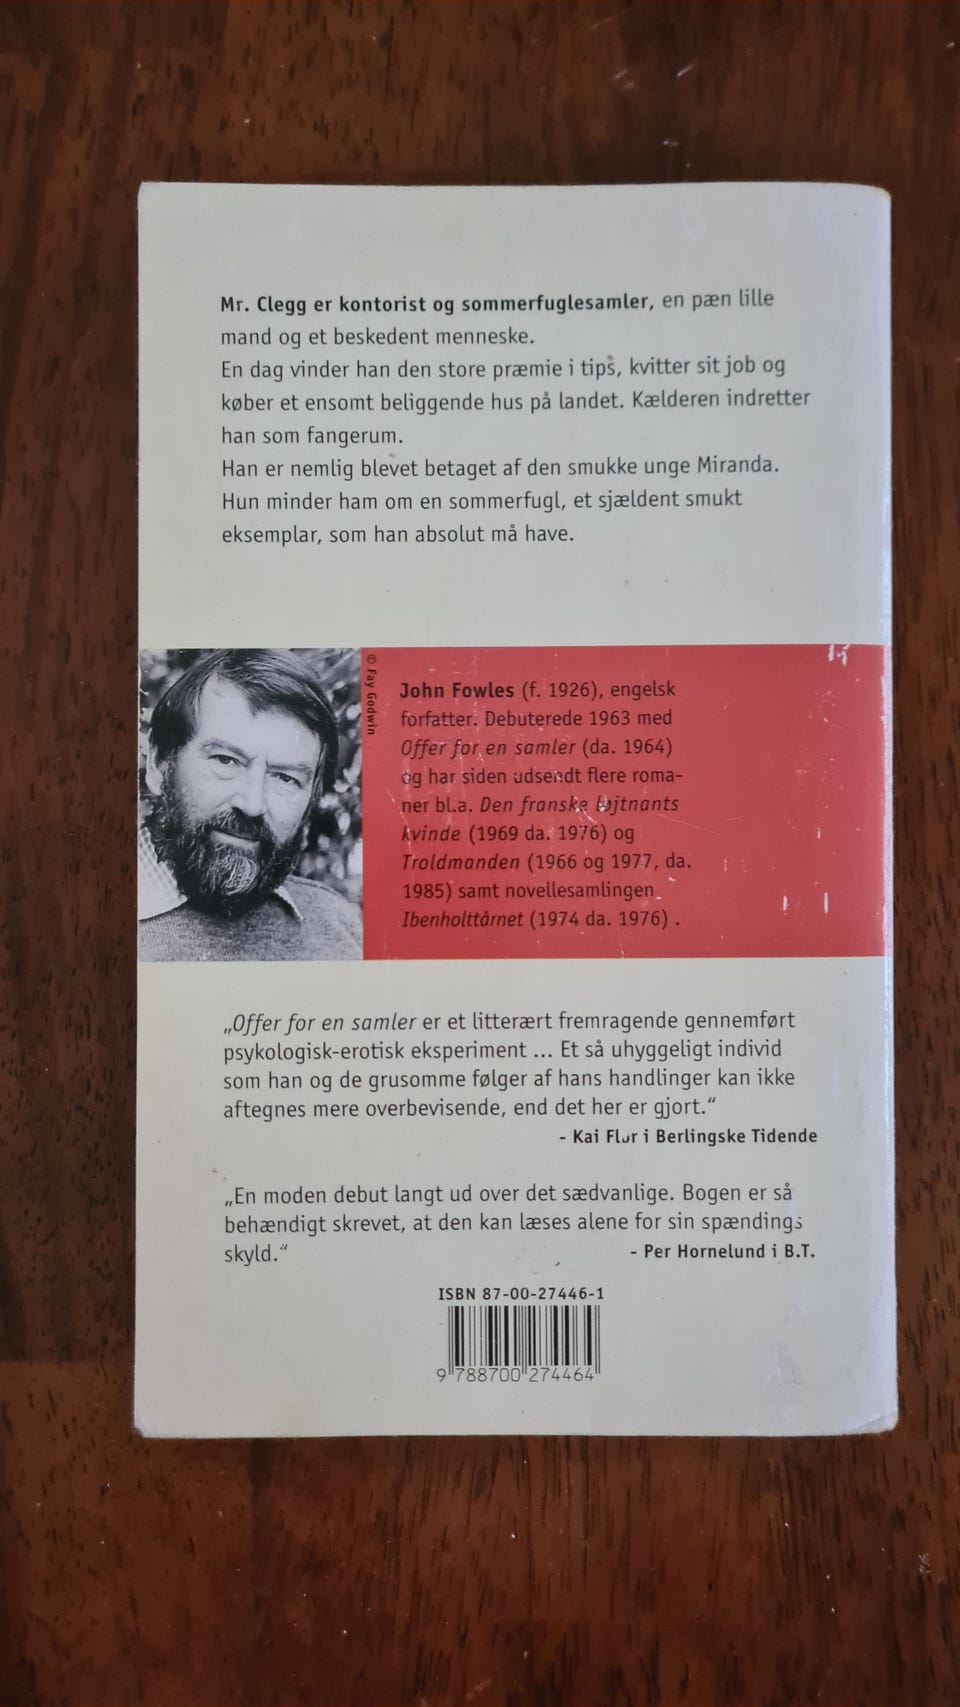 Mr. Clegg er kontorist og sommerfuglesamler, en pæn lille
mand og et beskedent menneske.
En dag vinder han den store præmie i tips, kvitter sit job og
køber et ensomt beliggende hus på landet. Kælderen indretter
han som fangerum.
Han er nemlig blevet betaget af den smukke unge Miranda.
Hun minder ham om en sommerfugl, et sjældent smukt
eksemplar, som han absolut må have.
© Fay Godwin
John Fowles (f. 1926), engelsk
forfatter. Debuterede 1963 med
Offer for en samler (da. 1964)
og har siden udsendt flere roma-
ner bl.a. Den franske løjtnants
kvinde (1969 da. 1976) og
Troldmanden (1966 og 1977, da.
1985) samt novellesamlingen
Ibenholttårnet (1974 da. 1976) .
„Offer for en samler er et litterært fremragende gennemført
psykologisk-erotisk eksperiment ... Et så uhyggeligt individ
som han og de grusomme følger af hans handlinger kan ikke
aftegnes mere overbevisende, end det her er gjort.“
- Kai Flor i Berlingske Tidende
„En moden debut langt ud over det sædvanlige. Bogen er så
behændigt skrevet, at den kan læses alene for sin spændings
skyld.“ - Per Hornelund i B.T.
ISBN 87-00-27446-1
9 788700 274464